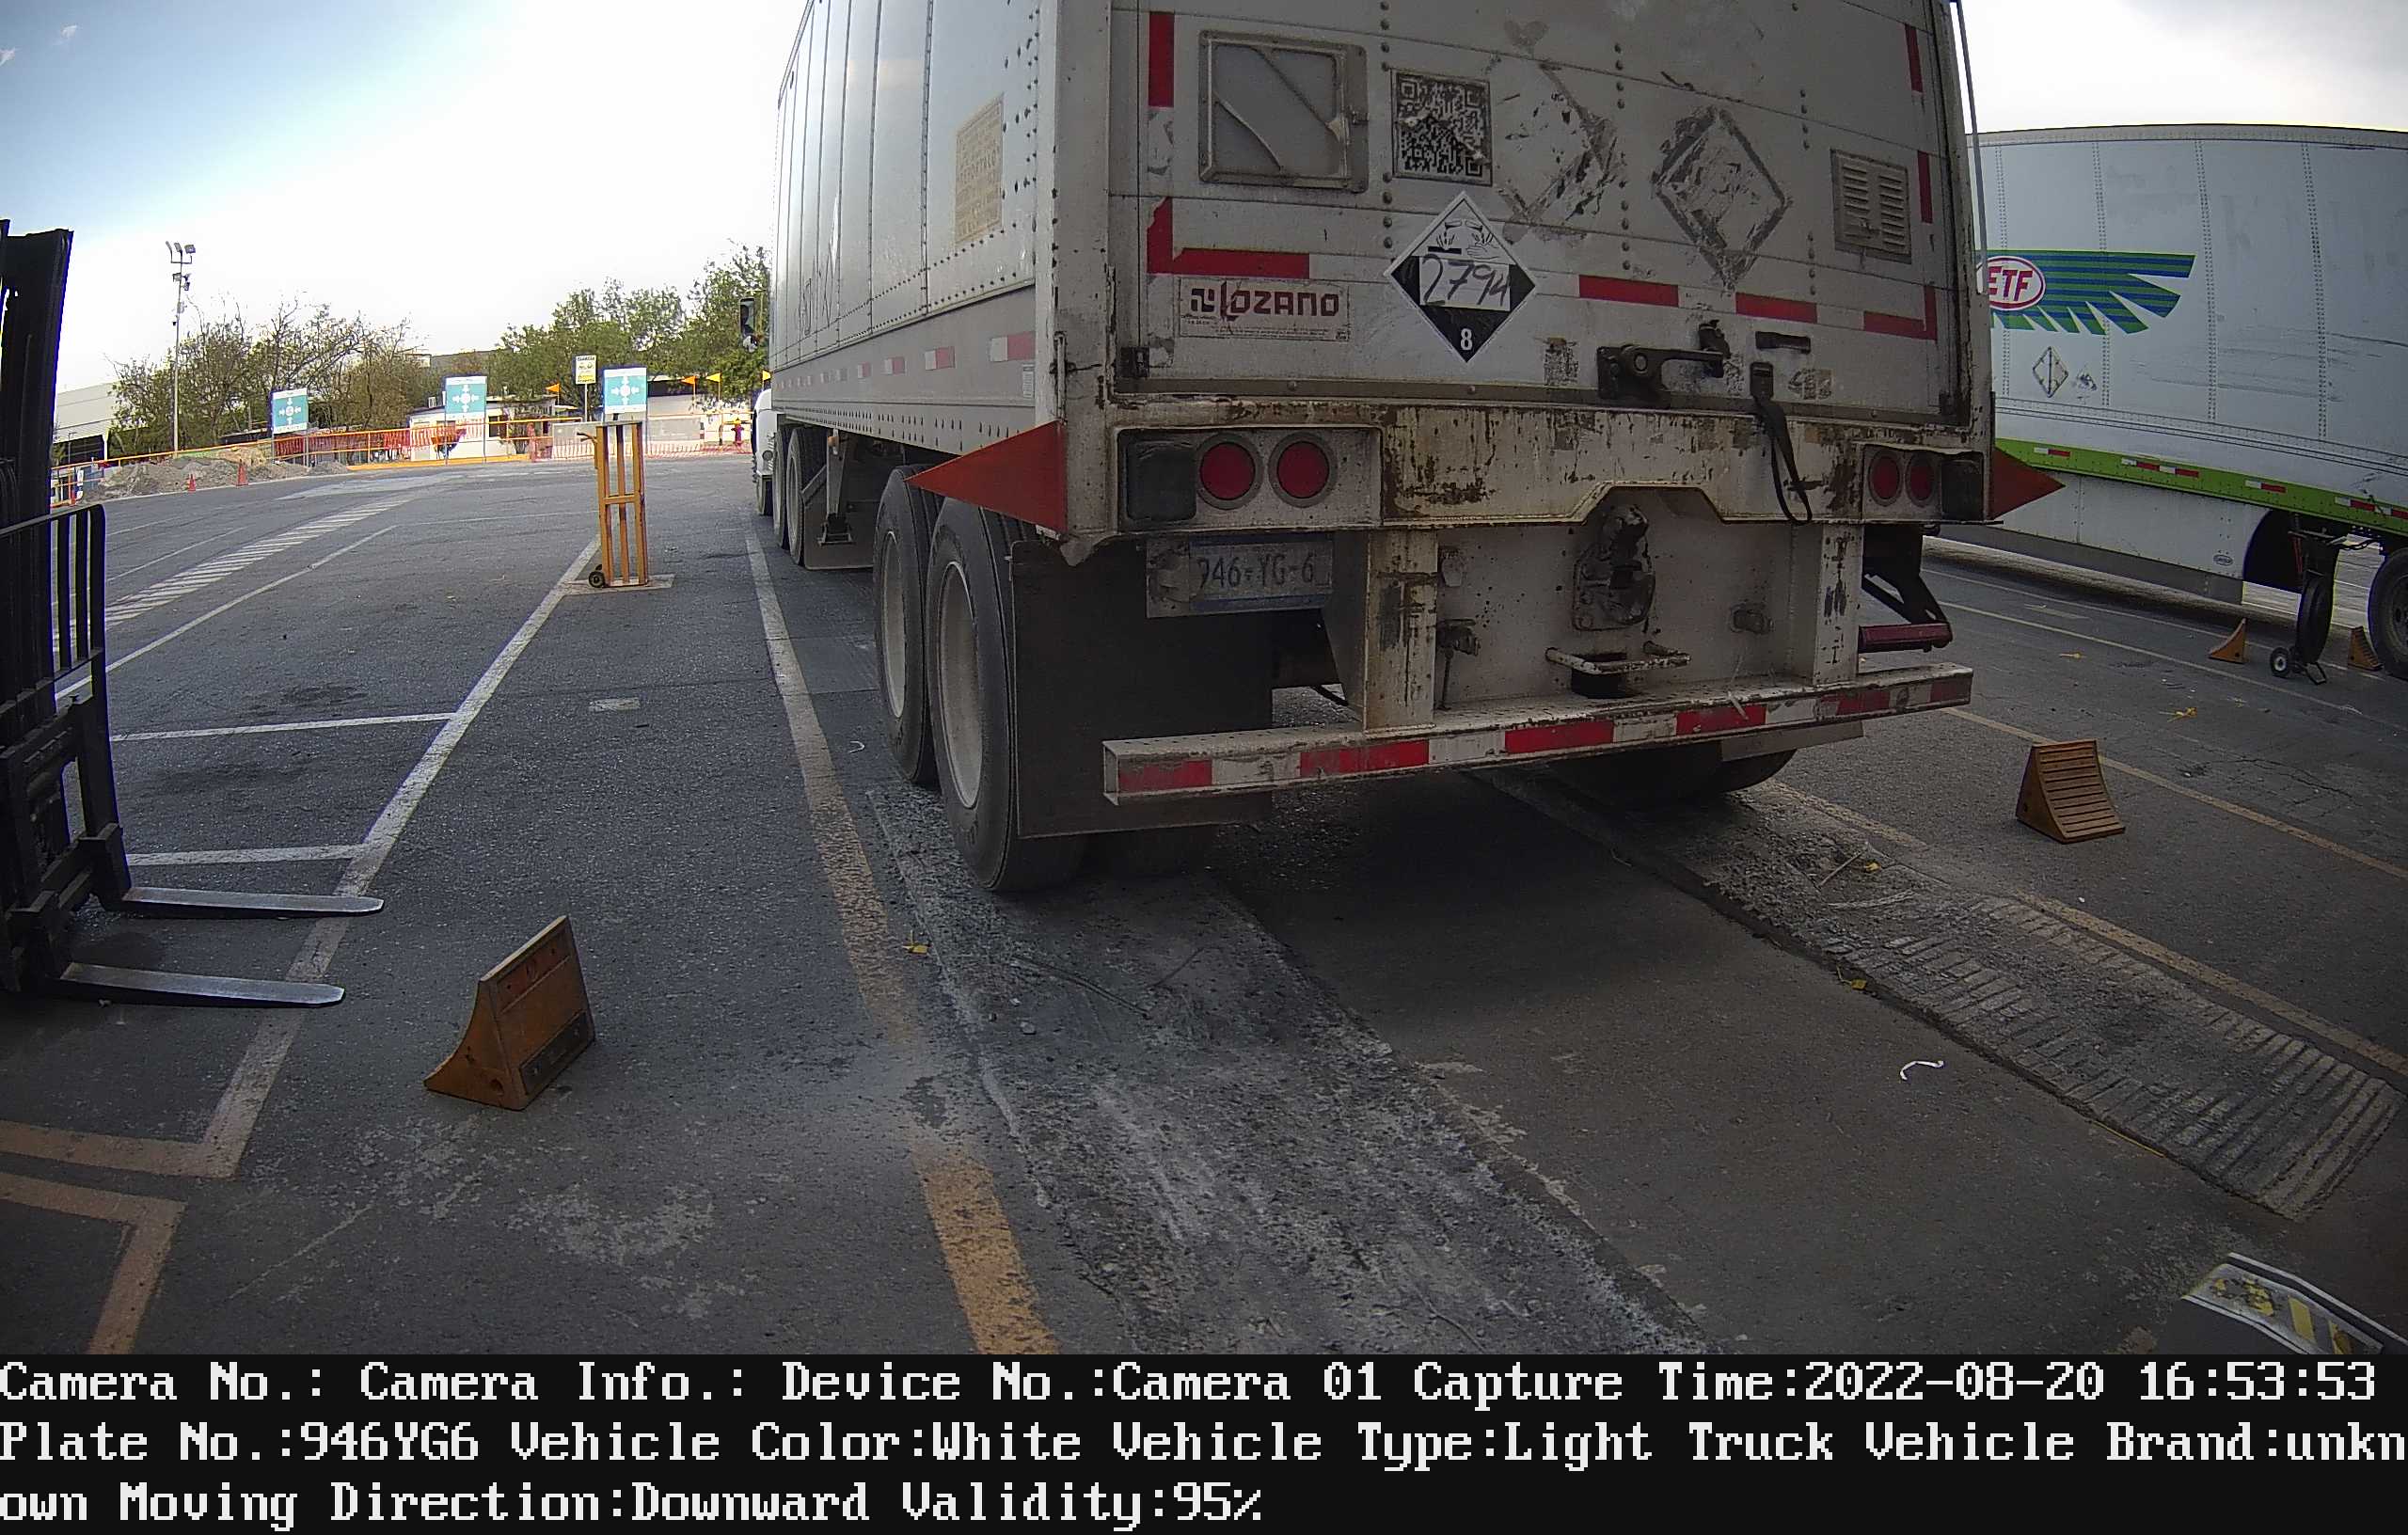 LOZANO
2794
8
ETF
946-YG-6
Camera No.: Camera Info.: Device No.:Camera 01 Capture Time:2022-08-20 16:53:53
Plate No.:946YG6 Vehicle Color:White Vehicle Type:Light Truck Vehicle Brand:unkn
own Moving Direction:Downward Validity:95%